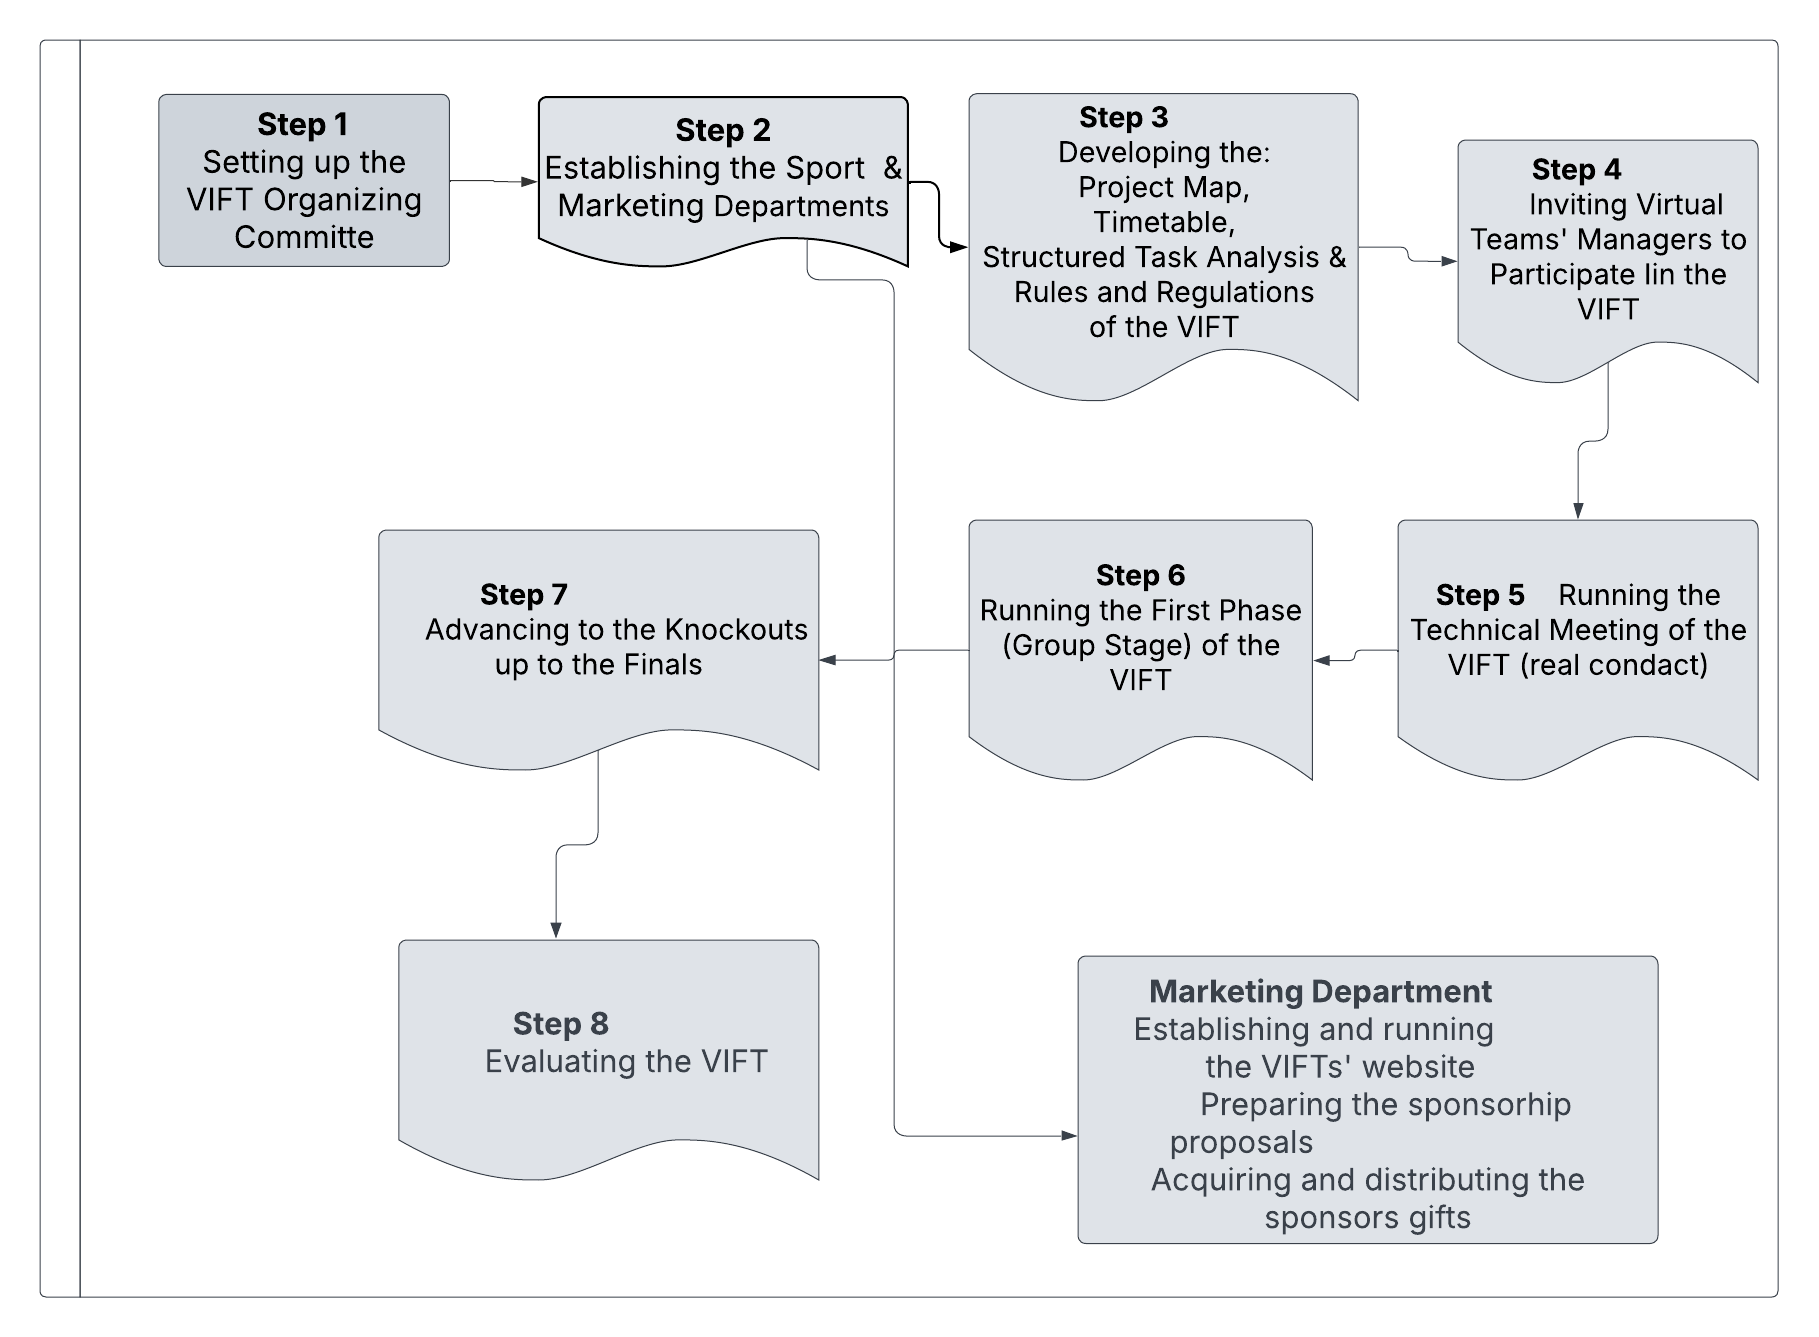 Step 1
Setting up the
VIFT Organizing
Committe
Step 2
Establishing the Sport  &
Marketing Departments
Step 3
Developing the:
Project Map,
Timetable,
Structured Task Analysis &
Rules and Regulations
of the VIFT
Step 4
Inviting Virtual
Teams' Managers to
Participate Iin the
VIFT
Step 5    Running the
Technical Meeting of the
VIFT (real condact)
Step 6
Running the First Phase
(Group Stage) of the
VIFT
Step 7
Advancing to the Knockouts
up to the Finals
Step 8
Evaluating the VIFT
Marketing Department
Establishing and running
the VIFTs' website
Preparing the sponsorhip
proposals
Acquiring and distributing the
sponsors gifts